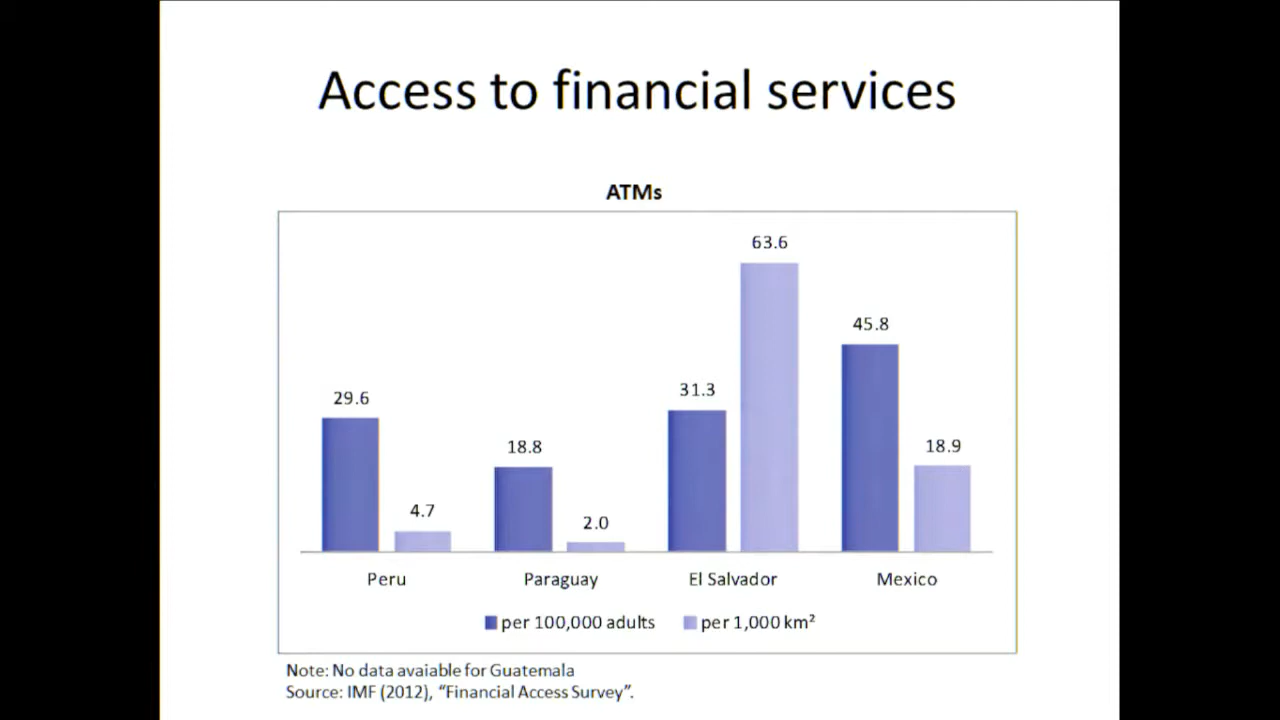 Access to financial services
ATMs
63.6
45.8
29.6
31.3
18.8
18.9
4.7
2.0
Peru
Paraguay
El Salvador
Mexico
per 100,000 adults
per 1,000 km²
Note: No data avaiable for Guatemala
Source: IMF (2012), “Financial Access Survey”.